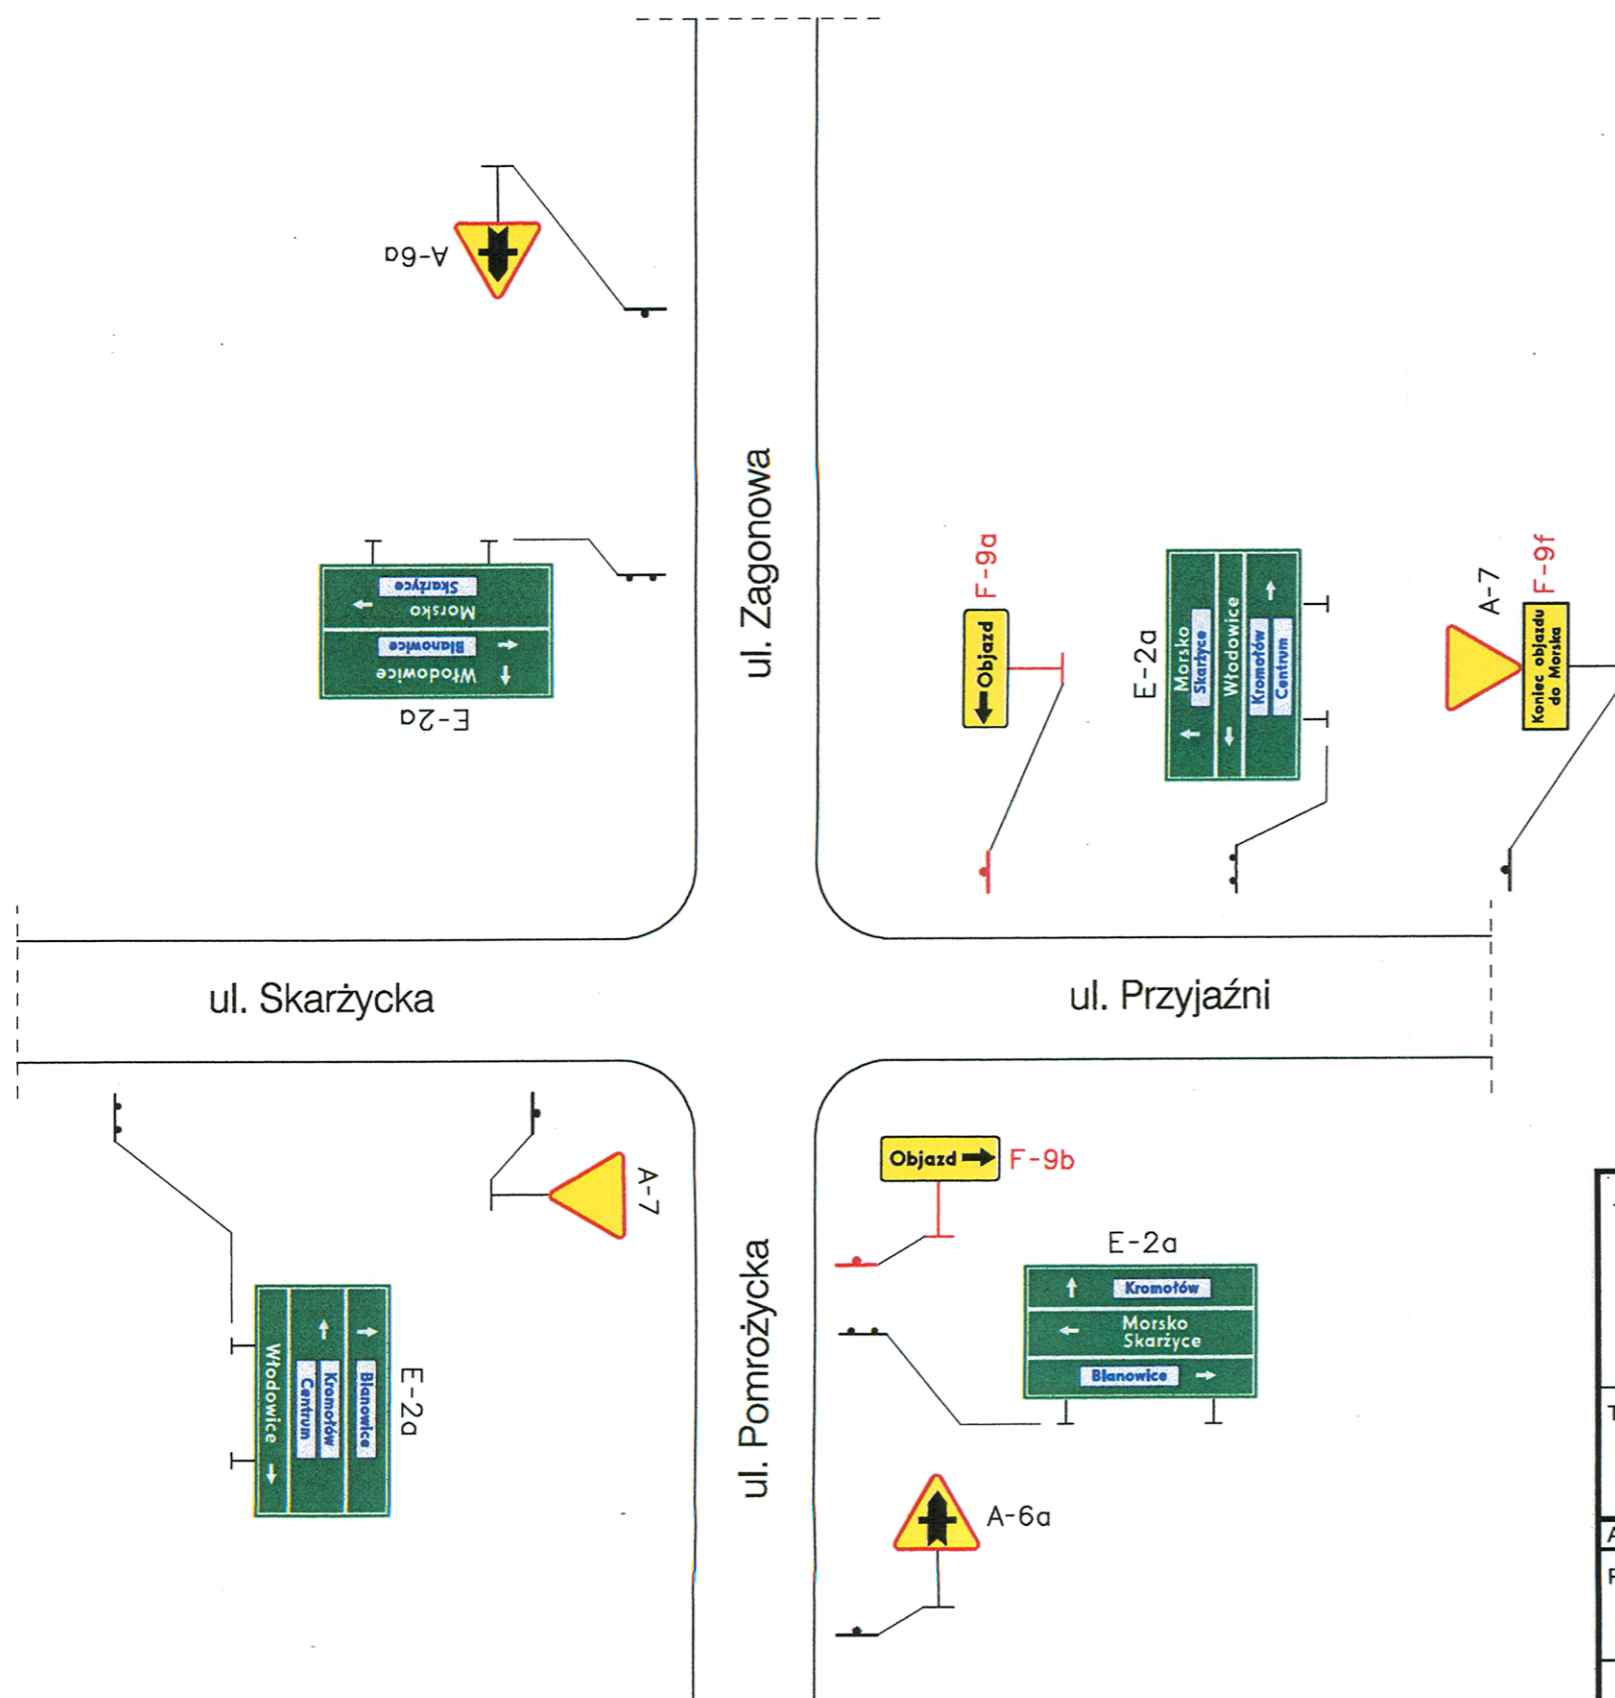 A-6a
ul. Zagonowa
Skarżyce
Morsko
Blanowice
Włodowice
E-2a
F-9a
Objazd
E-2a
Morsko
Skarżyce
Włodowice
Kromołów
Centrum
A-7
F-9f
Koniec objazdu
do Morska
ul. Skarżycka
ul. Przyjaźni
A-7
Objazd
F-9b
E-2a
Kromołów
Morsko
Skarżyce
Blanowice
ul. Pomrożycka
E-2a
Blanowice
Kromołów
Centrum
Włodowice
A-6a